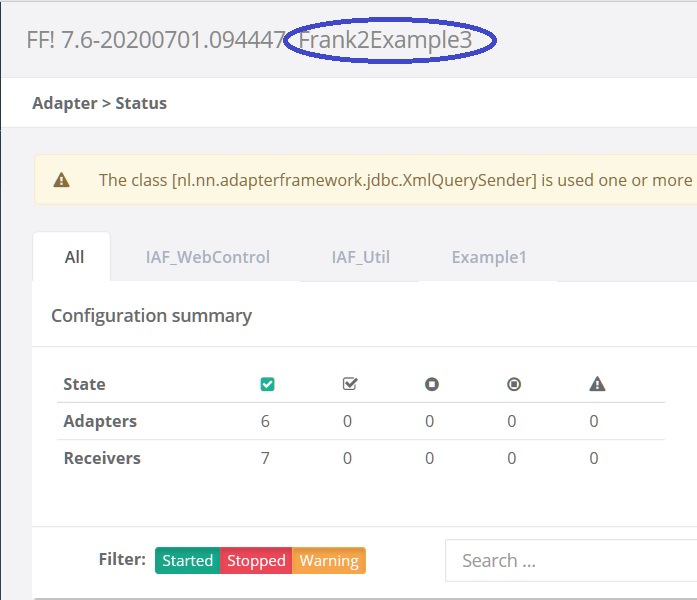 FF! 7.6-20200701.094447 Frank2Example3
Adapter > Status
The class [nl.nn.adapterframework.jdbc.XmlQuerySender] is used one or more
All IAF_WebControl IAF_Util Example1
Configuration summary
State
Adapters 6 0 0 0 0
Receivers 7 0 0 0 0
Filter: Started Stopped Warning Search ...